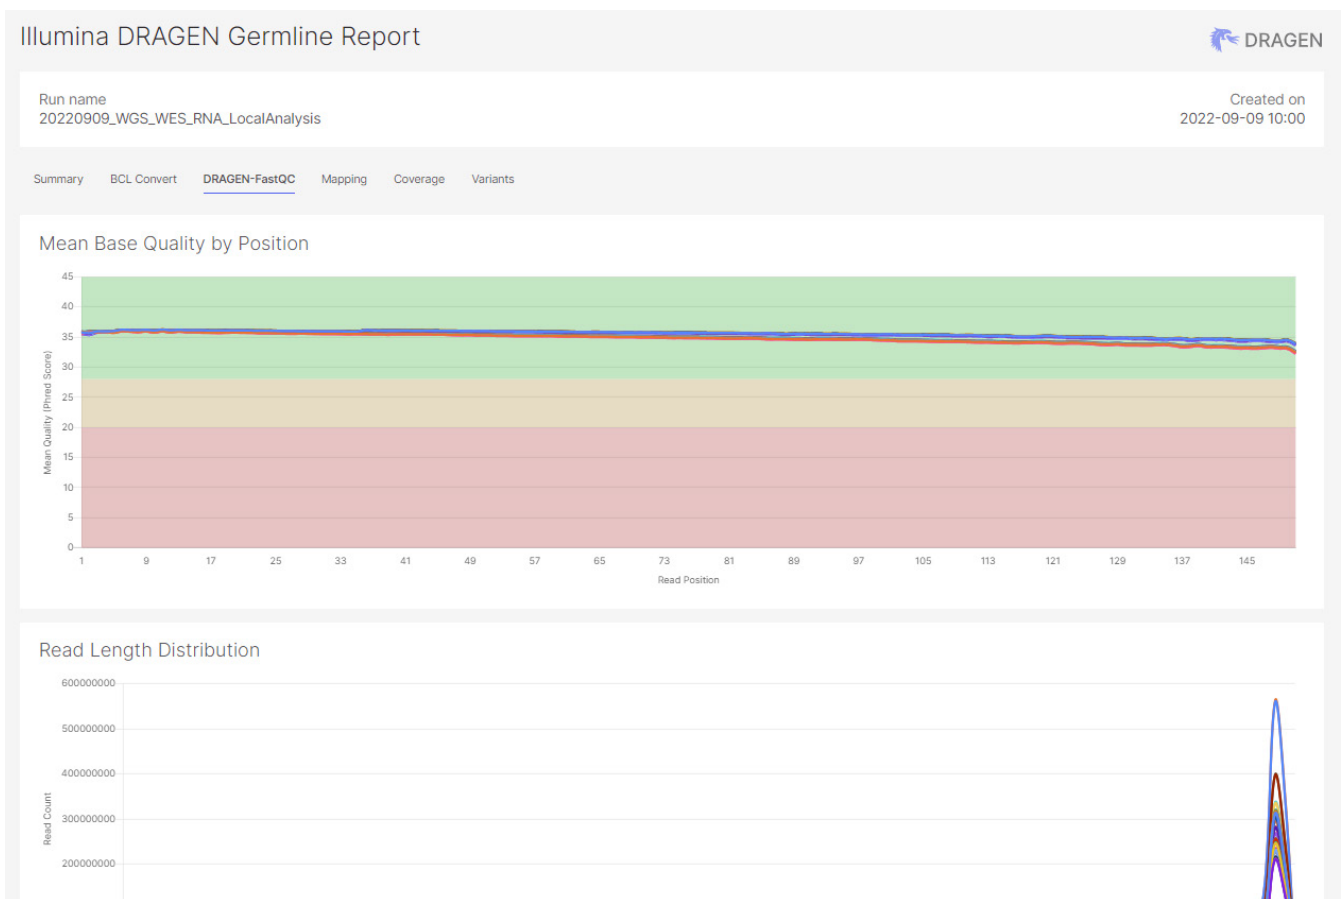 Illumina DRAGEN Germline Report
DRAGEN
Run name
Created on
20220909_WGS_WES_RNA_LocalAnalysis
2022-09-09 10:00
Summary BCL Convert DRAGEN-FastQC Mapping Coverage Variants
Mean Base Quality by Position
Mean Quality (Phred Score)
45
40
35
30
25
20
15
10
5
0
1 9 17 25 33 41 49 57 65 73 81 89 97 105 113 121 129 137 145
Read Position
Read Length Distribution
Read Count
600000000
500000000
400000000
300000000
200000000